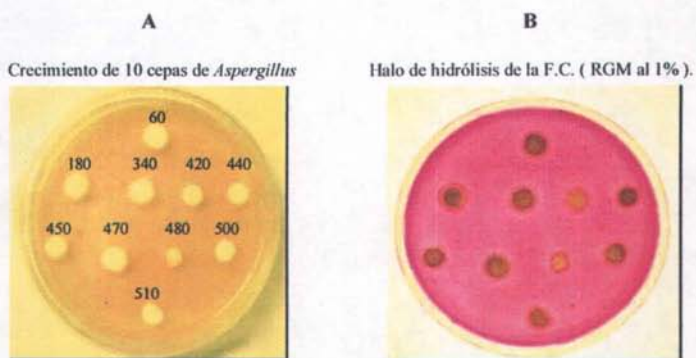 A
B
Crecimiento de 10 cepas de Aspergillus
Halo de hidrólisis de la F.C. ( RGM al 1% ).
60
180 340 420 440
450 470 480 500
510